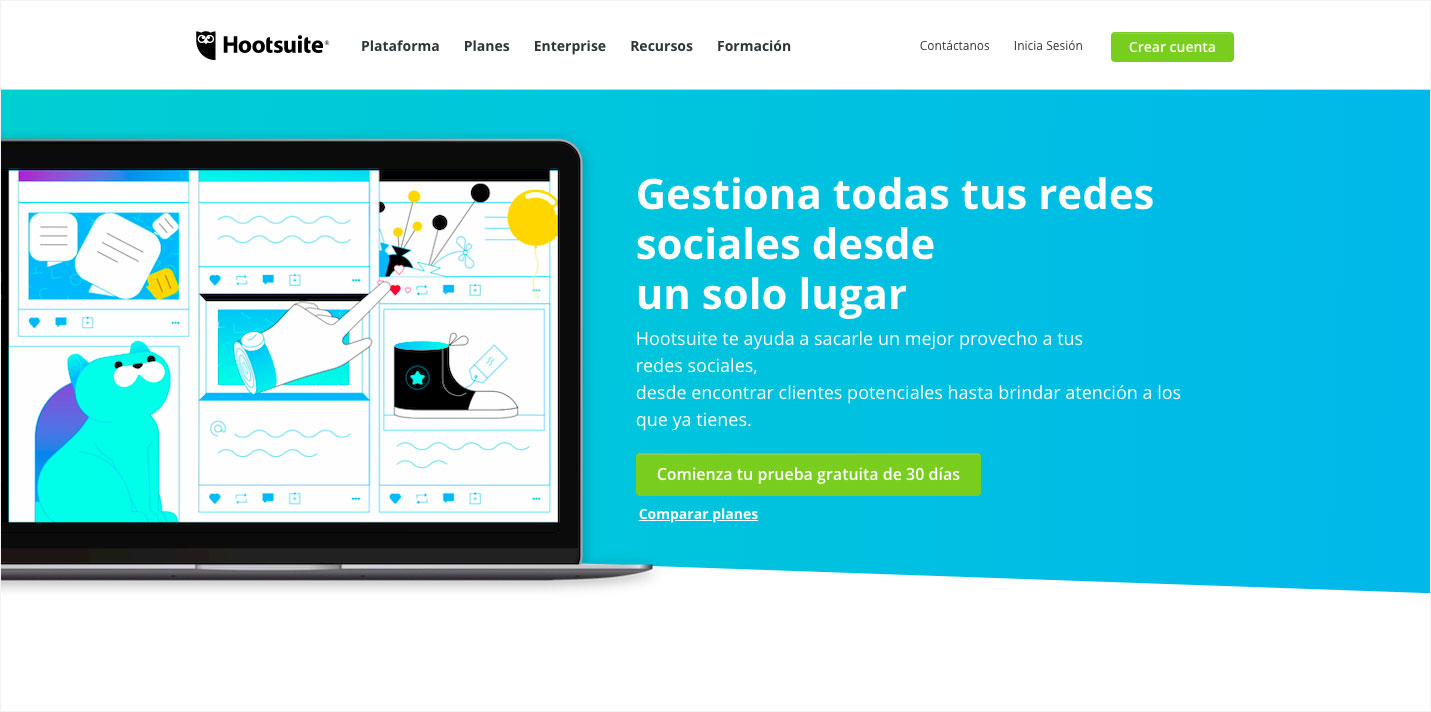 Hootsuite®
Plataforma
Planes
Enterprise
Recursos
Formación
Contáctanos
Inicia Sesión
Crear cuenta
Gestiona todas tus redes
sociales desde
un solo lugar
Hootsuite te ayuda a sacarle un mejor provecho a tus
redes sociales,
desde encontrar clientes potenciales hasta brindar atención a los
que ya tienes.
Comienza tu prueba gratuita de 30 días
Comparar planes
@